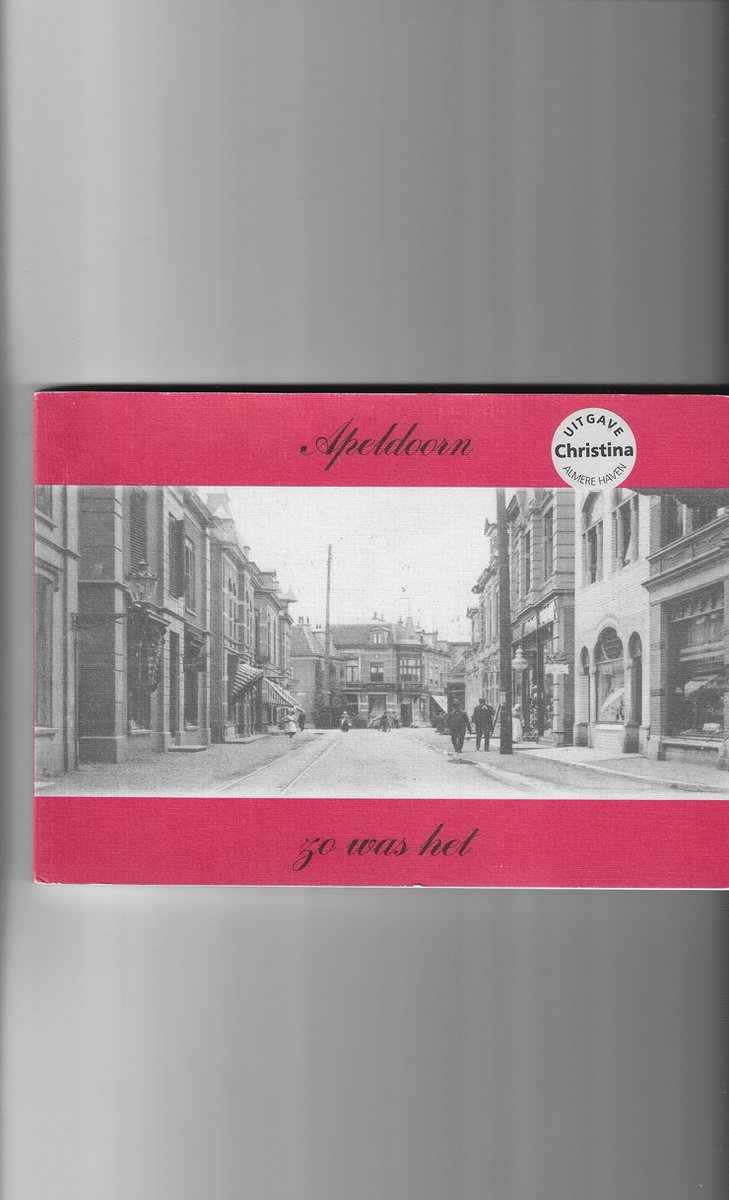 Apeldoorn
UITGAVE
Christina
ALMERE HAVEN
zo was het